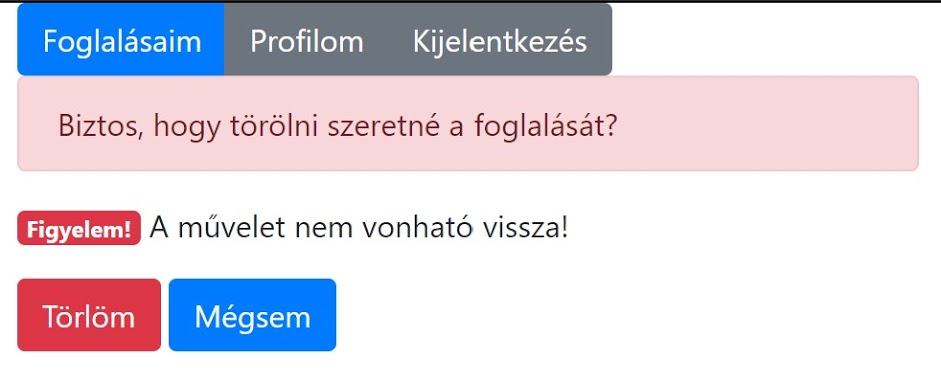 Foglalásaim Profilom Kijelentkezés
Biztos, hogy törölni szeretné a foglalását?
Figyelem! A művelet nem vonható vissza!
Törlöm Mégsem